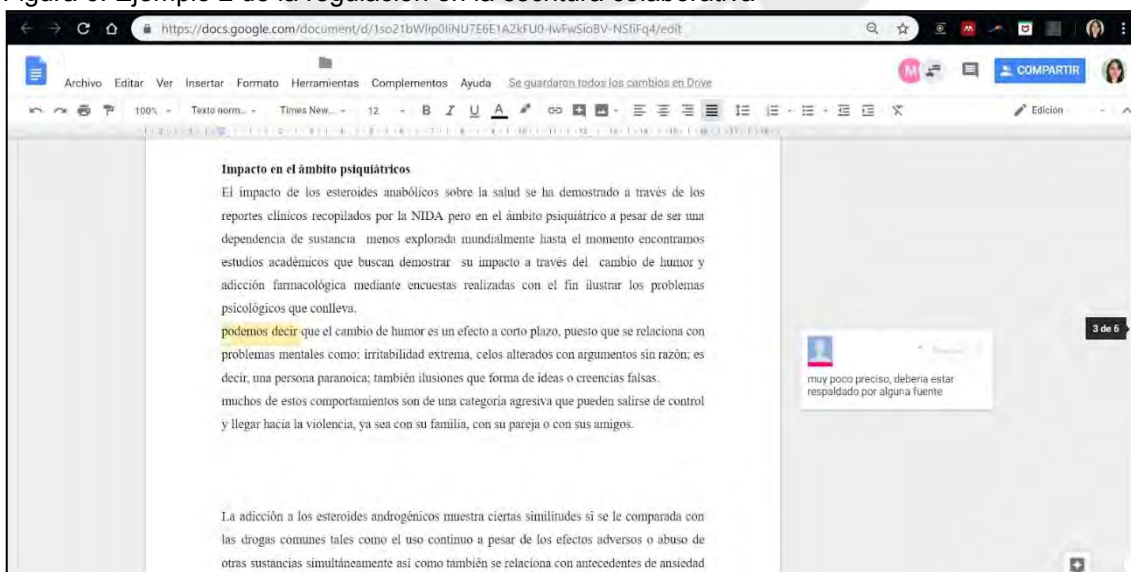 Figura 6. Ejemplo 2 de la regulación en la escritura colaborativa
https://docs.google.com/document/d/
Archivo Editar Ver Insertar Formato Herramientas Complementos Ayuda Se guardaron todos los cambios en Drive
M
COMPARTIR
100% Texto norm... Times New... 12 B I U A
Edición
Impacto en el ámbito psiquiátricos
El impacto de los esteroides anabólicos sobre la salud se ha demostrado a través de los
reportes clínicos recopilados por la NIDA pero en el ámbito psiquiátrico a pesar de ser una
dependencia de sustancia menos explorada mundialmente hasta el momento encontramos
estudios académicos que buscan demostrar su impacto a través del cambio de humor y
adicción farmacológica mediante encuestas realizadas con el fin ilustrar los problemas
psicológicos que conlleva.
podemos decir que el cambio de humor es un efecto a corto plazo, puesto que se relaciona con
problemas mentales como: irritabilidad extrema, celos alterados con argumentos sin razón; es
decir, una persona paranoica; también ilusiones que forma de ideas o creencias falsas.
muchos de estos comportamientos son de una categoría agresiva que pueden salirse de control
y llegar hacia la violencia, ya sea con su familia, con su pareja o con sus amigos.
muy poco preciso, deberia estar
respaldado por alguna fuente
3 de 6
La adicción a los esteroides androgénicos muestra ciertas similitudes si se le comparada con
las drogas comunes tales como el uso continuo a pesar de los efectos adversos o abuso de
otras sustancias simultáneamente así como también se relaciona con antecedentes de ansiedad